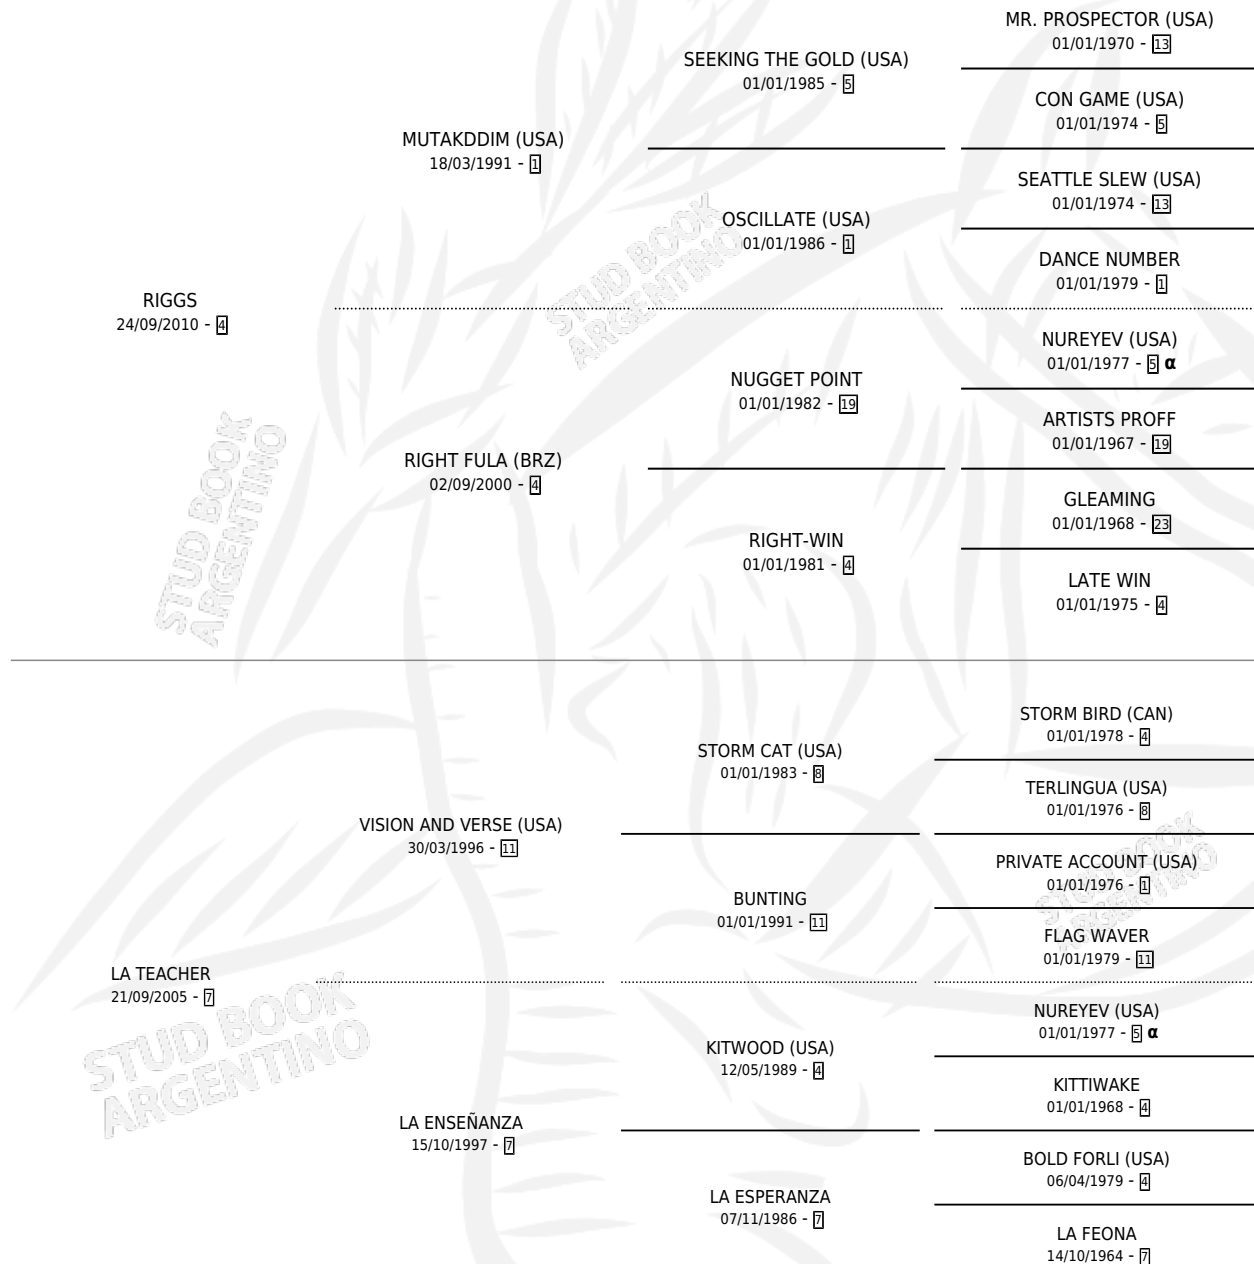 MR. PROSPECTOR (USA)
01/01/1970 - 13
SEEKING THE GOLD (USA)
01/01/1985 - 5
CON GAME (USA)
01/01/1974 - 5
MUTAKDDIM (USA)
18/03/1991 - 1
SEATTLE SLEW (USA)
01/01/1974 - 13
OSCILLATE (USA)
01/01/1986 - 1
DANCE NUMBER
01/01/1979 - 1
STUD BOOK
ARGENTINO
RIGGS
24/09/2010 - 4
NUREYEV (USA)
01/01/1977 - 5 α
NUGGET POINT
01/01/1982 - 19
ARTISTS PROFF
01/01/1967 - 19
RIGHT FULA (BRZ)
02/09/2000 - 4
GLEAMING
01/01/1968 - 23
RIGHT-WIN
01/01/1981 - 4
LATE WIN
01/01/1975 - 4
STUD BOOK
ARGENTINO
STORM BIRD (CAN)
01/01/1978 - 4
STORM CAT (USA)
01/01/1983 - 8
TERLINGUA (USA)
01/01/1976 - 8
VISION AND VERSE (USA)
30/03/1996 - 11
PRIVATE ACCOUNT (USA)
01/01/1976 - 1
STUD BOOK
ARGENTINO
BUNTING
01/01/1991 - 11
FLAG WAVER
01/01/1979 - 11
LA TEACHER
21/09/2005 - 7
STUD BOOK
ARGENTINO
NUREYEV (USA)
01/01/1977 - 5 α
KITWOOD (USA)
12/05/1989 - 4
KITTIWAKE
01/01/1968 - 4
LA ENSEÑANZA
15/10/1997 - 7
BOLD FORLI (USA)
06/04/1979 - 4
LA ESPERANZA
07/11/1986 - 7
LA FEONA
14/10/1964 - 7